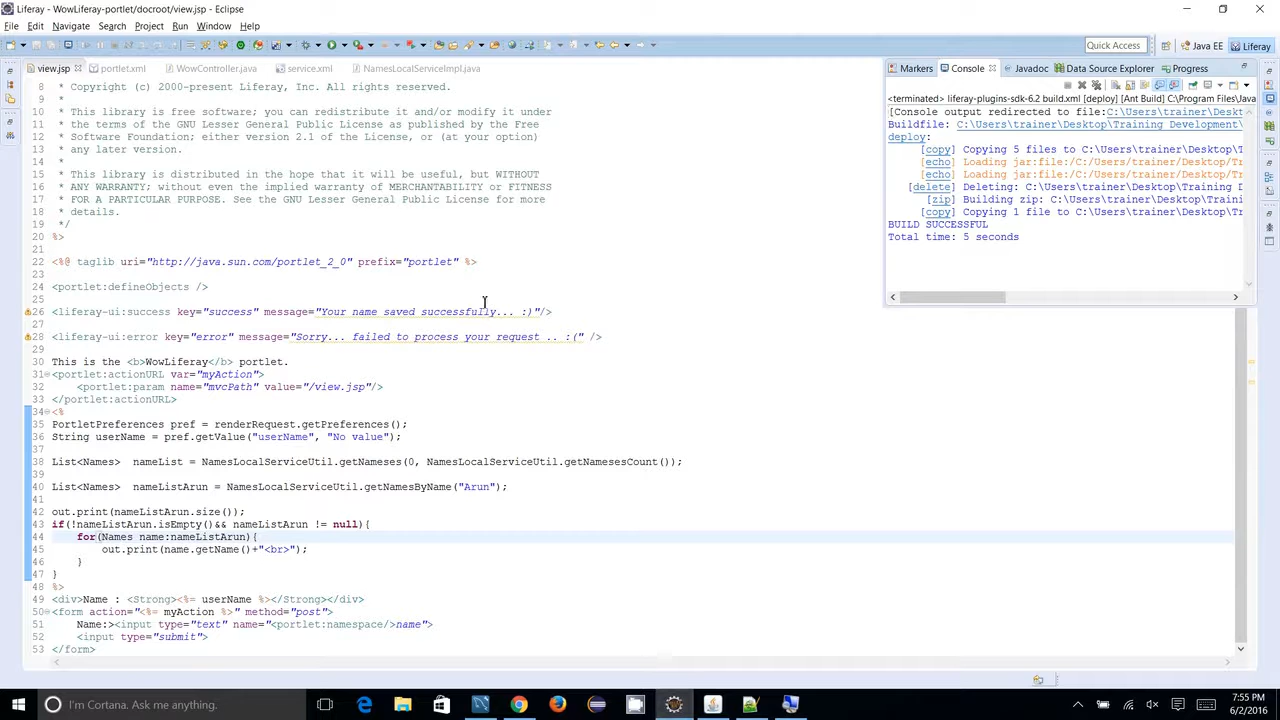 Liferay - WowLiferay-portlet/docroot/view.jsp - Eclipse
File Edit Navigate Search Project Run Window Help
Quick Access Java EE Liferay
view.jsp portlet.xml WowController.java service.xml NamesLocalServiceImpl.java
8 * Copyright (c) 2000-present Liferay, Inc. All rights reserved.
9 *
10 * This library is free software; you can redistribute it and/or modify it under
11 * the terms of the GNU Lesser General Public License as published by the Free
12 * Software Foundation; either version 2.1 of the License, or (at your option)
13 * any later version.
14 *
15 * This library is distributed in the hope that it will be useful, but WITHOUT
16 * ANY WARRANTY; without even the implied warranty of MERCHANTABILITY or FITNESS
17 * FOR A PARTICULAR PURPOSE. See the GNU Lesser General Public License for more
18 * details.
19 */
20 %>
21
22 <%@ taglib uri="http://java.sun.com/portlet_2_0" prefix="portlet" %>
23
24 <portlet:defineObjects />
25
26 <liferay-ui:success key="success" message="Your name saved successfully... :)"/>
27
28 <liferay-ui:error key="error" message="Sorry... failed to process your request .. :(" />
29
30 This is the <b>WowLiferay</b> portlet.
31 <portlet:actionURL var="myAction">
32 <portlet:param name="mvcPath" value="/view.jsp"/>
33 </portlet:actionURL>
34 <%
35 PortletPreferences pref = renderRequest.getPreferences();
36 String userName = pref.getValue("userName", "No value");
37
38 List<Names> nameList = NamesLocalServiceUtil.getNameses(0, NamesLocalServiceUtil.getNamesesCount());
39
40 List<Names> nameListArun = NamesLocalServiceUtil.getNamesByName("Arun");
41
42 out.print(nameListArun.size());
43 if(!nameListArun.isEmpty()&& nameListArun != null){
44 for(Names name:nameListArun){
45 out.print(name.getName()+"<br>");
46 }
47 }
48 %>
49 <div>Name : <Strong><%= userName %></Strong></div>
50 <form action="<%= myAction %>" method="post">
51 Name:><input type="text" name="<portlet:namespace/>name">
52 <input type="submit">
53 </form>
Markers Console Javadoc Data Source Explorer Progress
<terminated> liferay-plugins-sdk-6.2 build.xml [deploy] [Ant Build] C:\Program Files\Java
[Console output redirected to file:C:\Users\trainer\Deskt
Buildfile: C:\Users\trainer\Desktop\Training Development\
deploy:
[copy] Copying 5 files to C:\Users\trainer\Desktop\T
[echo] Loading jar:file:/C:/Users/trainer/Desktop/Tr
[echo] Loading jar:file:/C:/Users/trainer/Desktop/Tr
[delete] Deleting: C:\Users\trainer\Desktop\Training D
[zip] Building zip: C:\Users\trainer\Desktop\Traini
[copy] Copying 1 file to C:\Users\trainer\Desktop\Tr
BUILD SUCCESSFUL
Total time: 5 seconds
I'm Cortana. Ask me anything.
7:55 PM
6/2/2016